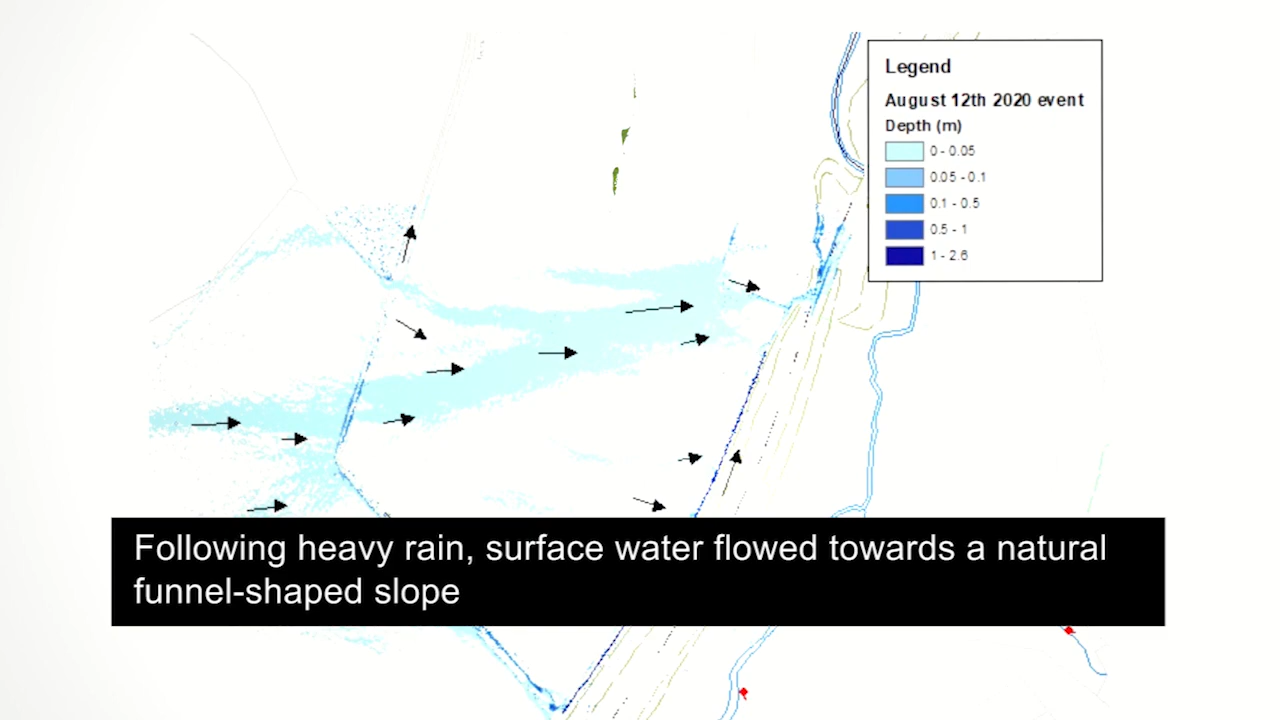 Legend
August 12th 2020 event
Depth (m)
0 - 0.05
0.05 - 0.1
0.1 - 0.5
0.5 - 1
1 - 2.6
Following heavy rain, surface water flowed towards a natural
funnel-shaped slope